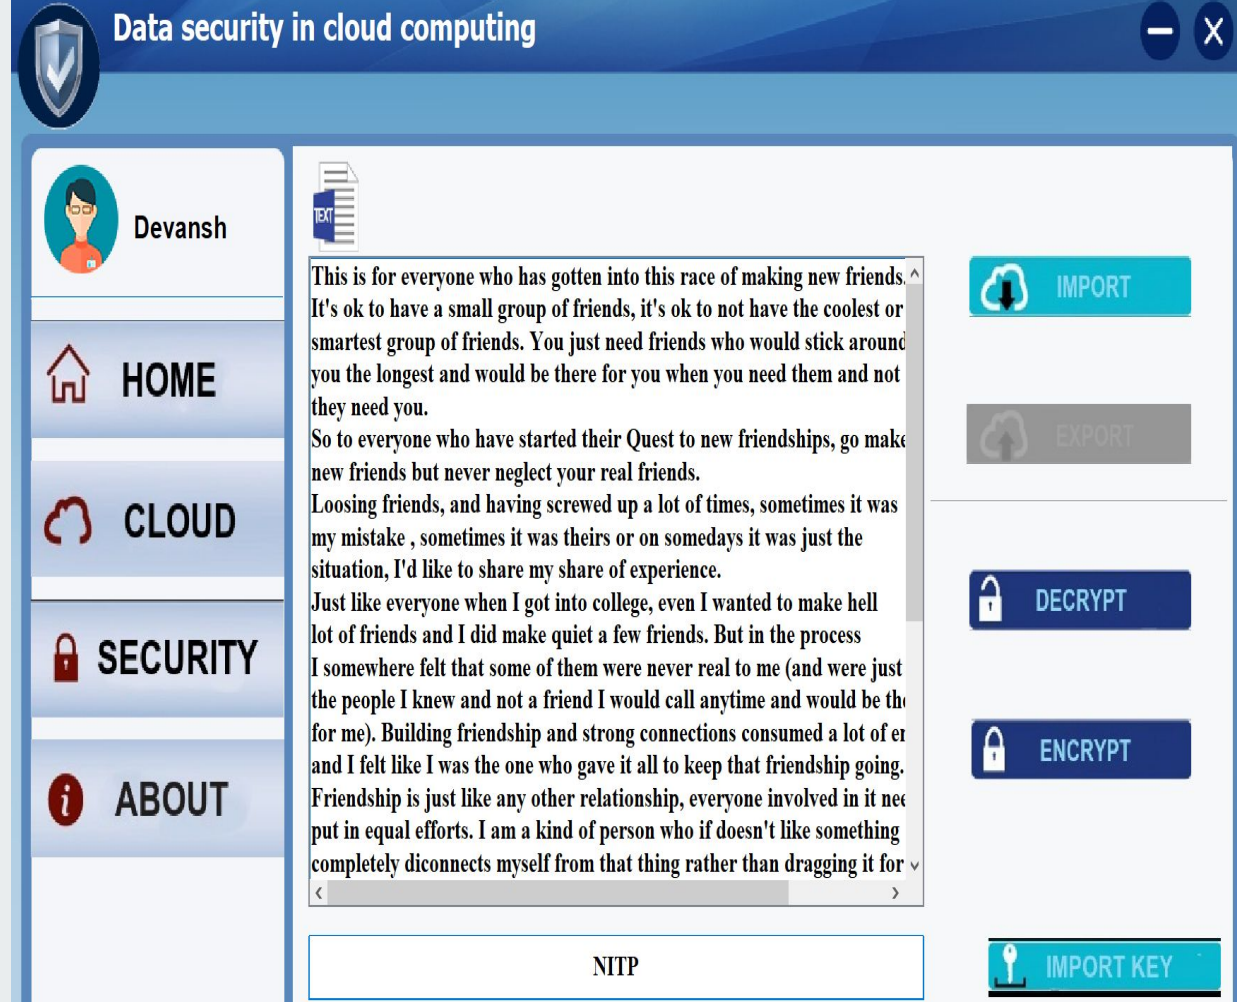 Data security in cloud computing
X
Devansh
HOME
CLOUD
SECURITY
i ABOUT
TEXT
This is for everyone who has gotten into this race of making new friends.
It's ok to have a small group of friends, it's ok to not have the coolest or
smartest group of friends. You just need friends who would stick around
you the longest and would be there for you when you need them and not
they need you.
So to everyone who have started their Quest to new friendships, go make
new friends but never neglect your real friends.
Loosing friends, and having screwed up a lot of times, sometimes it was
my mistake , sometimes it was theirs or on somedays it was just the
situation, I'd like to share my share of experience.
Just like everyone when I got into college, even I wanted to make hell
lot of friends and I did make quiet a few friends. But in the process
I somewhere felt that some of them were never real to me (and were just
the people I knew and not a friend I would call anytime and would be
for me). Building friendship and strong connections consumed a lot of
and I felt like I was the one who gave it all to keep that friendship going.
Friendship is just like any other relationship, everyone involved in it
put in equal efforts. I am a kind of person who if doesn't like something
completely diconnects myself from that thing rather than dragging it for
NITP
IMPORT
EXPORT
DECRYPT
ENCRYPT
IMPORT KEY